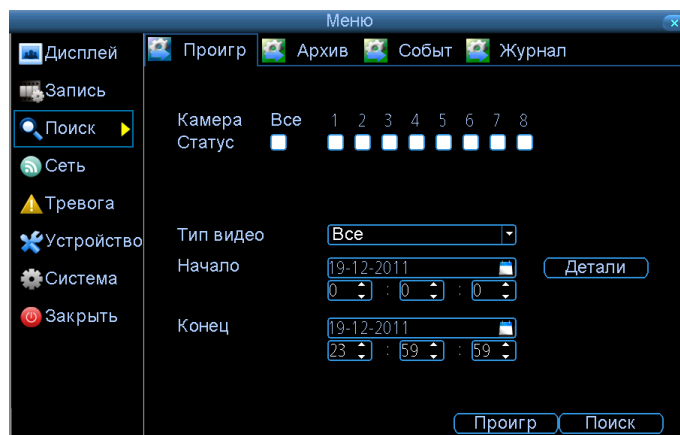 Меню
Дисплей
Запись
Поиск
Сеть
Тревога
Устройство
Система
Закрыть
Проигр Архив Событ Журнал
Камера Все 1 2 3 4 5 6 7 8
Статус
Тип видео Все
Начало 19-12-2011 Детали
0 : 0 : 0
Конец 19-12-2011
23 : 59 : 59
Проигр Поиск